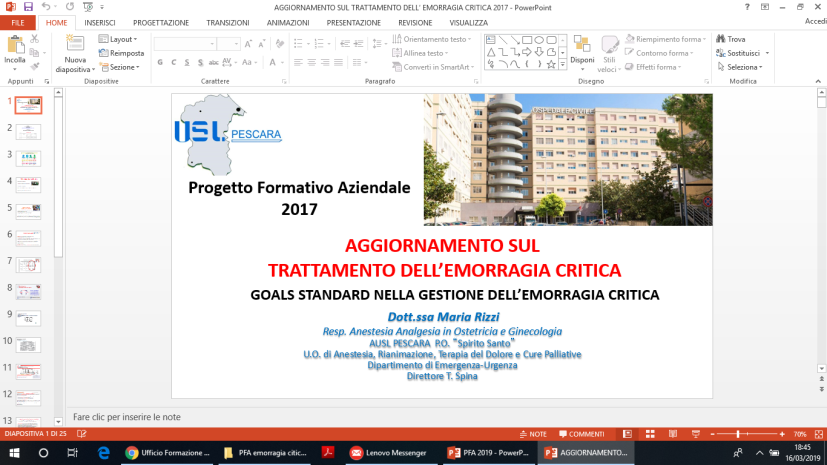 AGGIORNAMENTO SUL TRATTAMENTO DELL' EMORRAGIA CRITICA 2017 - PowerPoint
FILE HOME INSERISCI PROGETTAZIONE TRANSIZIONI ANIMAZIONI PRESENTAZIONE REVISIONE VISUALIZZA Accedi
Incolla
Nuova
diapositiva
Layout
Reimposta
Sezione
G C S S abc AV Aa A
Orientamento testo
Allinea testo
Converti in SmartArt
Disponi
Stili
veloci
Riempimento forma
Contorno forma
Effetti forma
Trova
Sostituisci
Seleziona
Appunti Diapositive Carattere Paragrafo Disegno Modifica
1
2
3
4
5
6
7
8
9
10
11
12
13
USL PESCARA
OSPEDALE CIVILE
Progetto Formativo Aziendale
2017
AGGIORNAMENTO SUL
TRATTAMENTO DELL'EMORRAGIA CRITICA
GOALS STANDARD NELLA GESTIONE DELL'EMORRAGIA CRITICA
Dott.ssa Maria Rizzi
Resp. Anestesia Analgesia in Ostetricia e Ginecologia
AUSL PESCARA P.O. "Spirito Santo"
U.O. di Anestesia, Rianimazione, Terapia del Dolore e Cure Palliative
Dipartimento di Emergenza-Urgenza
Direttore T. Spina
Fare clic per inserire le note
DIAPOSITIVA 1 DI 25 NOTE COMMENTI 70%
Ufficio Formazione ... PFA emorragia citic... Lenovo Messenger PFA 2019 - PowerP... AGGIORNAMENTO... 18:45
16/03/2019